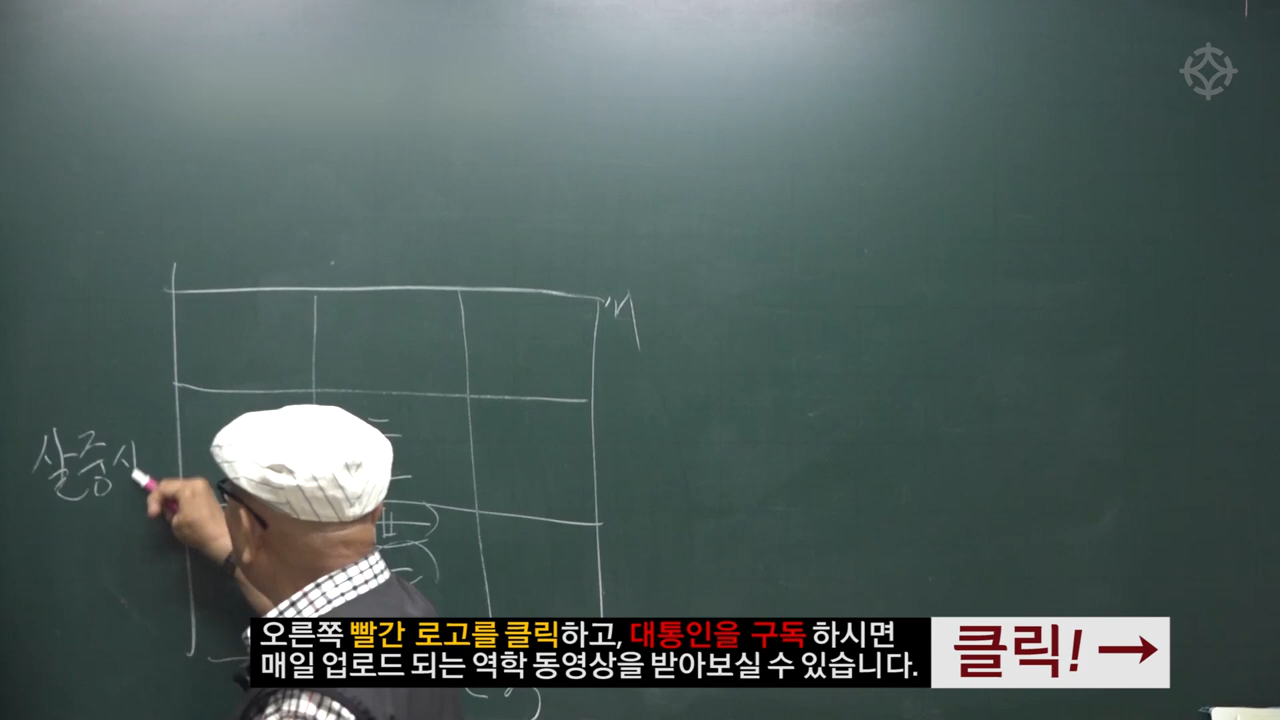 살중시
오른쪽 빨간 로고를 클릭하고, 대통인을 구독 하시면
매일 업로드 되는 역학 동영상을 받아보실 수 있습니다.
클릭! →